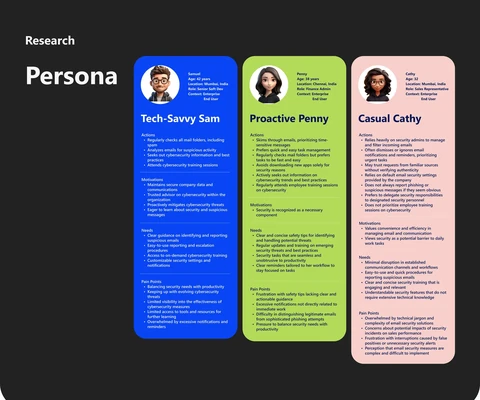 Research
Persona
Samuel
Age: 42 years
Location: Mumbai, India
Role: Senior Soft Dev
Context: Enterprise
End User
Tech-Savvy Sam
Actions
Regularly checks all mail folders, including
spam
Analyzes emails for suspicious activity
Seeks out cybersecurity information and best
practices
Attends cybersecurity training sessions
Motivations
Maintains secure company data and
communications
Trusted advisor on cybersecurity within the
organization
Proactively mitigates cybersecurity threats
Eager to learn about security and suspicious
messages
Needs
Clear guidance on identifying and reporting
suspicious emails
Easy-to-use reporting and escalation
procedures
Access to on-demand cybersecurity training
Customizable security settings and
notifications
Pain Points
Balancing security needs with productivity
Keeping up with evolving cybersecurity
threats
Limited visibility into the effectiveness of
cybersecurity measures
Limited access to tools and resources for
further learning
Overwhelmed by excessive notifications and
reminders
Penny
Age: 38 years
Location: Chennai, India
Role: Finance Admin
Context: Enterprise
End User
Proactive Penny
Actions
Skims through emails, prioritising time-
sensitive messages
Prefers quick and easy task management
Regularly checks mail folders but prefers
tasks to be fast and easy
Avoids downloading new apps solely for
security reasons
Actively seeks out information on
cybersecurity trends and best practices
Regularly attends employee training sessions
on cybersecurity
Motivations
Security is recognised as a necessary
component
Needs
Clear and concise safety tips for identifying
and handling potential threats
Regular updates and training on emerging
security threats and best practices
Security tasks that are seamless and
unobtrusive to productivity
Clear reminders tailored to her workflow to
stay focused on tasks
Pain Points
Frustration with safety tips lacking clear and
actionable guidance
Excessive notifications not directly related to
immediate work
Difficulty in distinguishing legitimate emails
from sophisticated phishing attempts
Pressure to balance security needs with
productivity
Cathy
Age: 32
Location: Mumbai, India
Role: Sales Representative
Context: Enterprise
End User
Casual Cathy
Actions
Relies heavily on security admins to manage
and filter incoming emails
Often dismisses or ignores email
notifications and reminders, prioritising
urgent tasks
May trust requests from familiar sources
without verifying authenticity
Relies on default email security settings
provided by the company
Does not always report phishing or
suspicious messages if they seem obvious
Prefers to delegate security responsibilities
to designated security personnel
Does not prioritize employee training
sessions on cybersecurity
Motivations
Values convenience and efficiency in
managing email and communication
Views security as a potential barrier to daily
work tasks
Needs
Minimal disruption in established
communication channels and workflows
Easy-to-use and quick procedures for
reporting suspicious emails
Clear and concise security training that is
engaging and relevant
Understandable security features that do not
require extensive technical knowledge
Pain Points
Overwhelmed by technical jargon and
complexity of email security solutions
Concerns about potential impacts of security
incidents on sales performance
Frustration with interruptions caused by false
positives or unnecessary security alerts
Perception that email security measures are
complex and difficult to implement